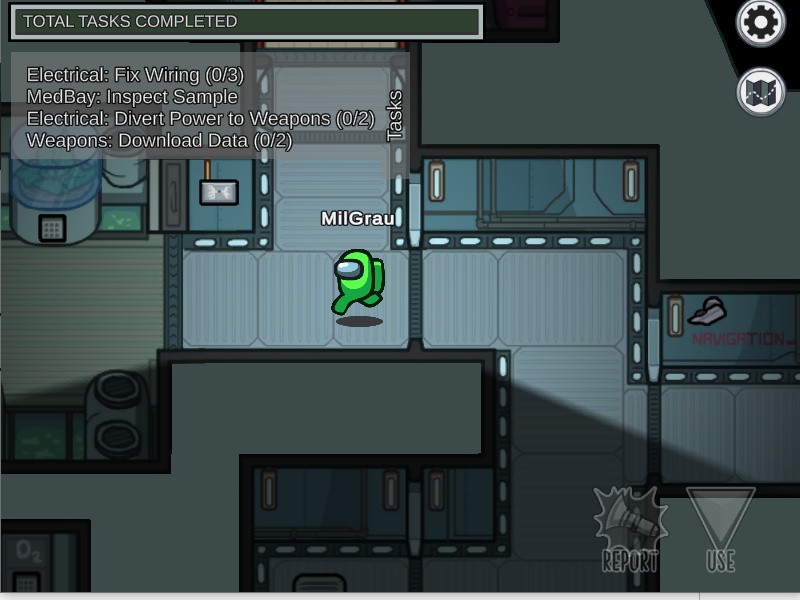 TOTAL TASKS COMPLETED
Electrical: Fix Wiring (0/3)
MedBay: Inspect Sample
Electrical: Divert Power to Weapons (0/2)
Weapons: Download Data (0/2)
Tasks
MilGrau
NAVIGATION
O2
REPORT
USE